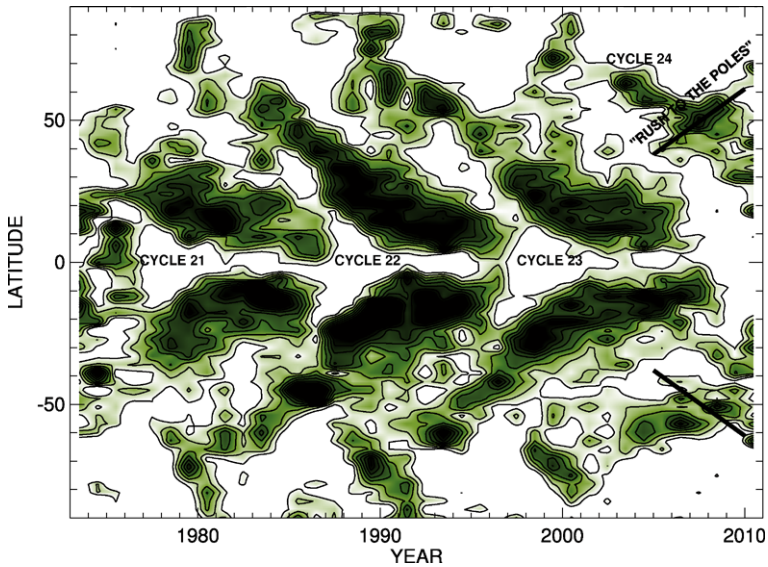 CYCLE 24
"RUSH TO THE POLES"
50
LATITUDE
0
CYCLE 21
CYCLE 22
CYCLE 23
-50
1980
1990
2000
2010
YEAR